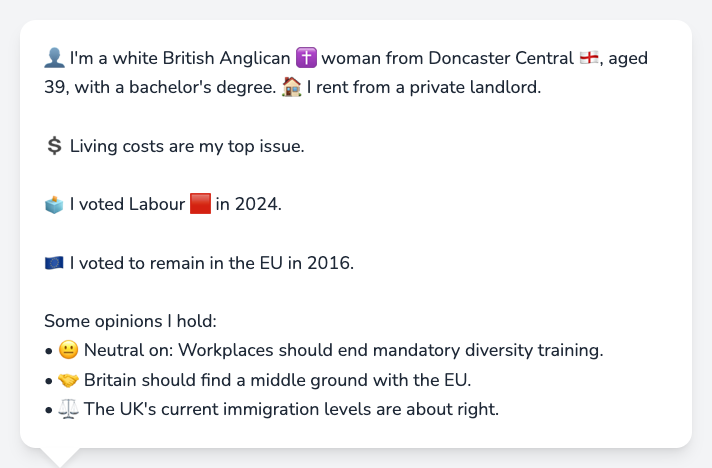 👤 I'm a white British Anglican ✝️ woman from Doncaster Central 🏴󠁧󠁢󠁥󠁮󠁧󠁿, aged
39, with a bachelor's degree. 🏠 I rent from a private landlord.
💲 Living costs are my top issue.
🗳️ I voted Labour 🟥 in 2024.
🇪🇺 I voted to remain in the EU in 2016.
Some opinions I hold:
• 😐 Neutral on: Workplaces should end mandatory diversity training.
• 🤝 Britain should find a middle ground with the EU.
• ⚖️ The UK's current immigration levels are about right.